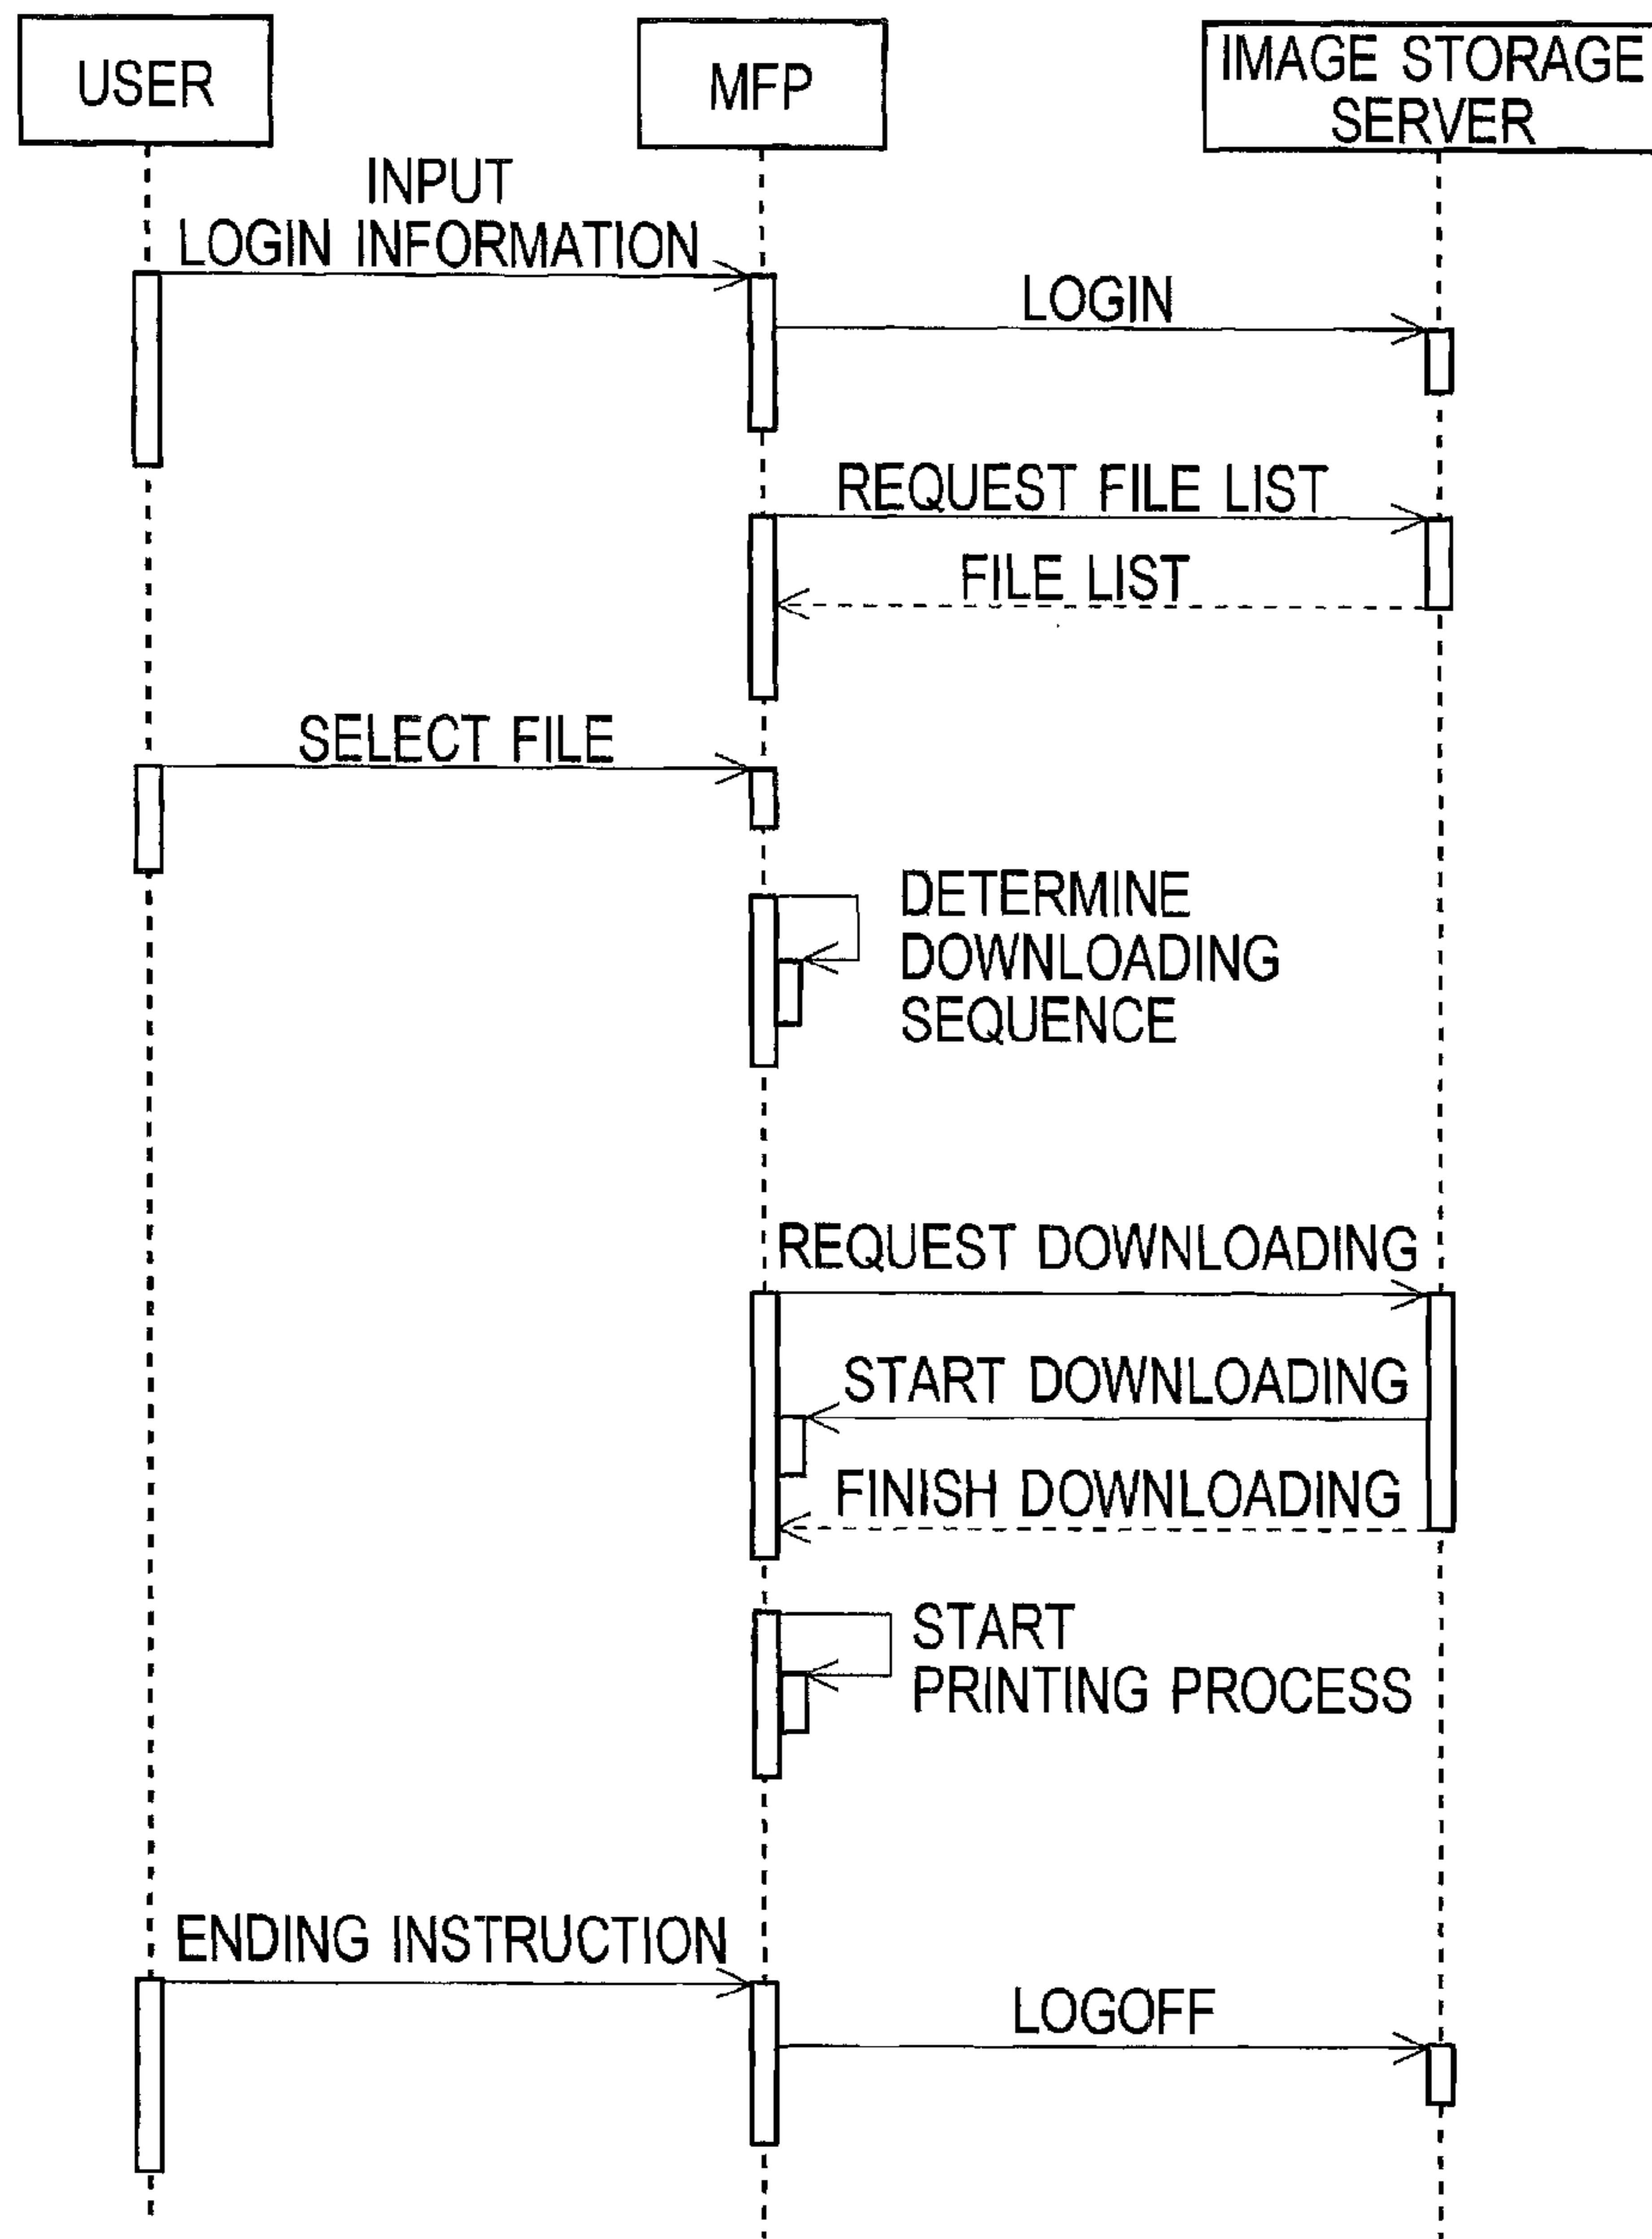 USER
MFP
IMAGE STORAGE
SERVER
INPUT
LOGIN INFORMATION
LOGIN
REQUEST FILE LIST
FILE LIST
SELECT FILE
DETERMINE
DOWNLOADING
SEQUENCE
REQUEST DOWNLOADING
START DOWNLOADING
FINISH DOWNLOADING
START
PRINTING PROCESS
ENDING INSTRUCTION
LOGOFF